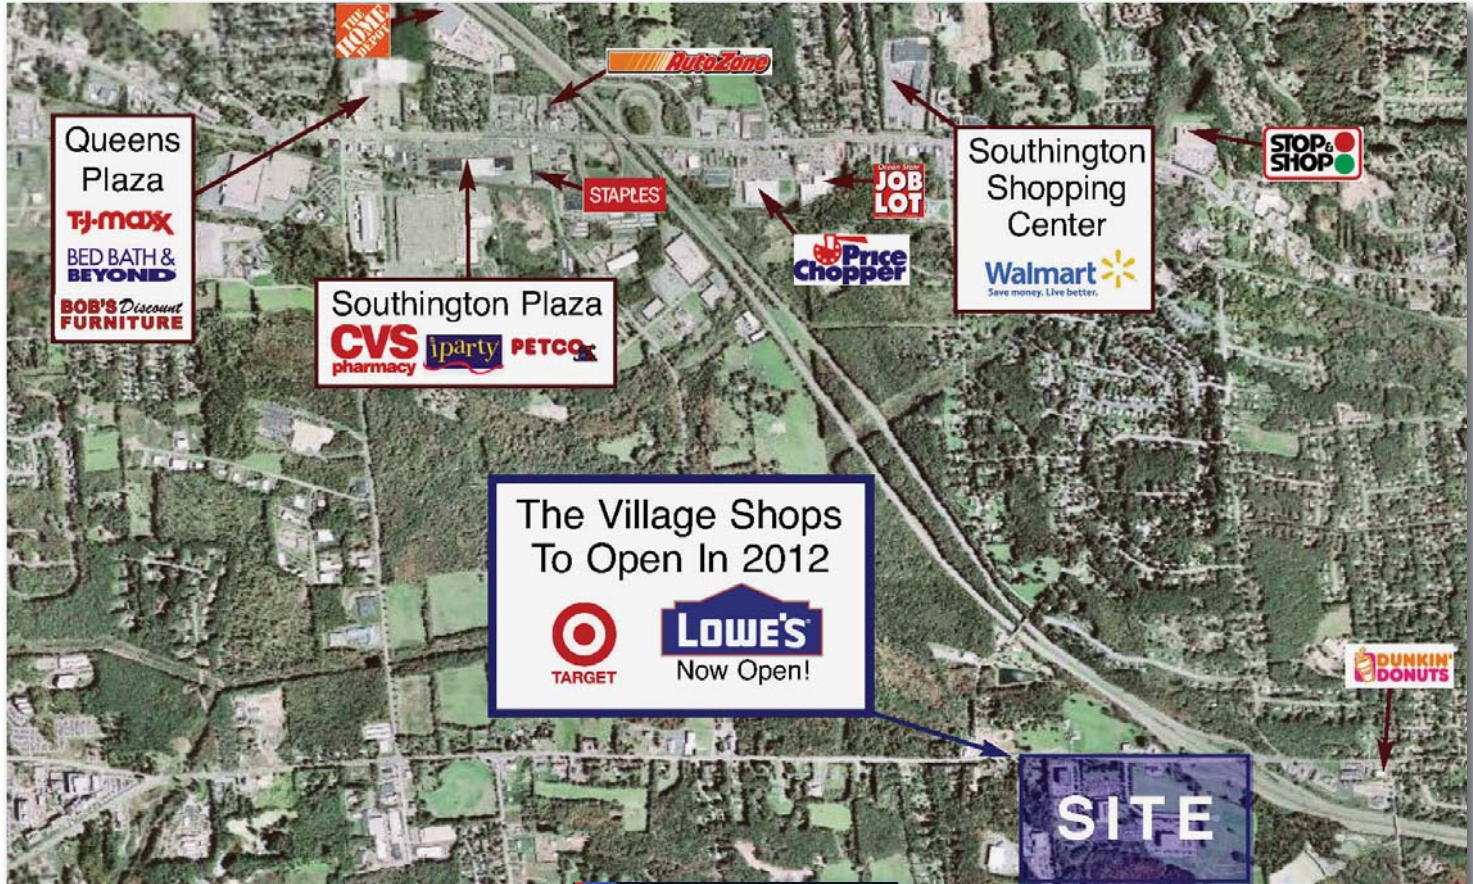 THE
HOME
DEPOT
AutoZone
Queens
Plaza
T·J·maxx
BED BATH &
BEYOND
BOB'S Discount
FURNITURE
STAPLES
Southington Plaza
CVS
pharmacy
iparty
PETCO
Ocean State
JOB
LOT
Price
Chopper
Southington
Shopping
Center
Walmart
Save money. Live better.
STOP&
SHOP
The Village Shops
To Open In 2012
TARGET
LOWE'S
Now Open!
DUNKIN'
DONUTS
SITE